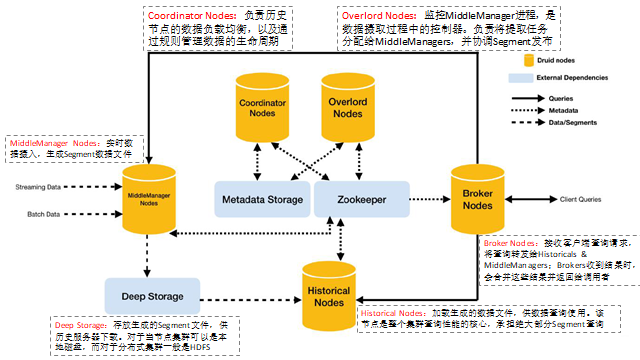 Coordinator Nodes：负责历史
节点的数据负载均衡，以及通
过规则管理数据的生命周期
Overlord Nodes：监控MiddleManager进程，是
数据摄取过程中的控制器。负责将提取任务
分配给MiddleManagers，并协调Segment发布
Druid nodes
External Dependencies
Queries
Metadata
Data/Segments
Coordinator
Nodes
Overlord
Nodes
MiddleManager Nodes：实时数
据摄入，生成Segment数据文件
Streaming Data
Batch Data
MiddleManager
Nodes
Metadata Storage
Zookeeper
Broker
Nodes
Client Queries
Broker Nodes：接收客户端查询请求，
将查询转发给Historicals &
MiddleManagers；Brokers收到结果时，
会合并这些结果并返回给调用者
Deep Storage
Historical
Nodes
Deep Storage：存放生成的Segment文件，供
历史服务器下载。对于当节点集群可以是本
地磁盘，而对于分布式集群一般是HDFS
Historical Nodes：加载生成的数据文件，供数据查询使用。该
节点是整个集群查询性能的核心，承担绝大部分Segment查询